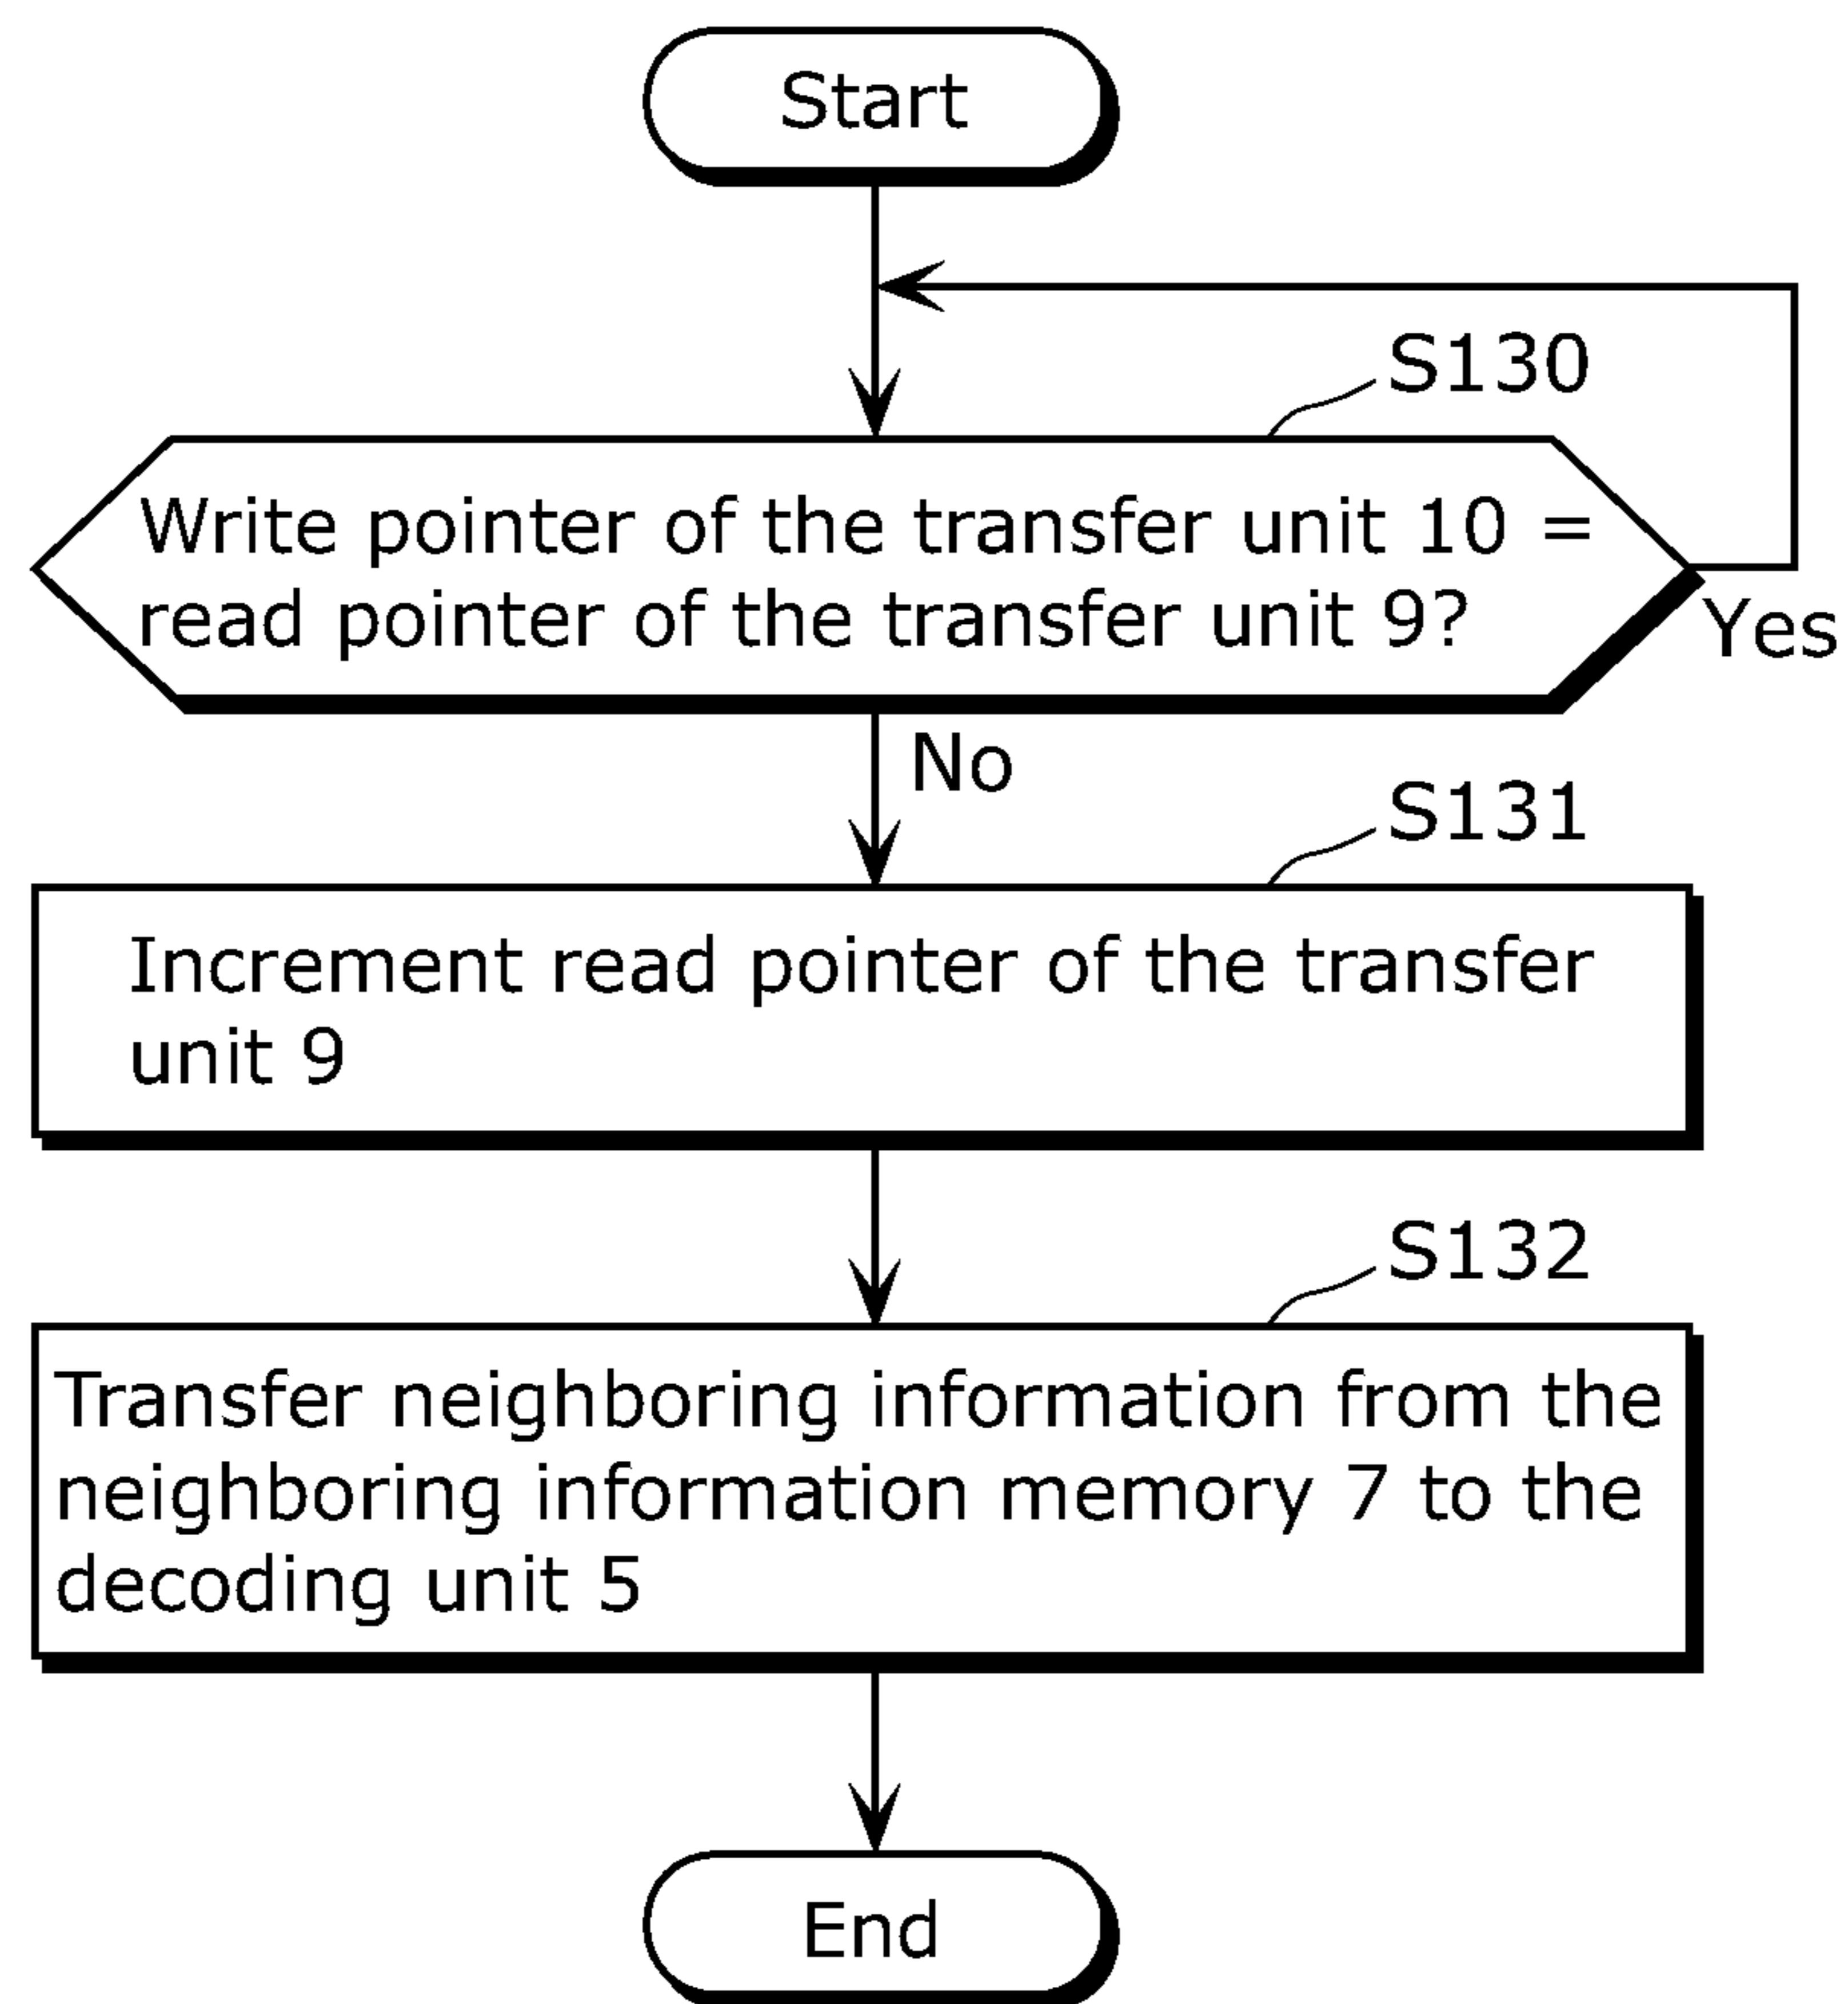 Start
S130
Write pointer of the transfer unit 10 =
read pointer of the transfer unit 9?
Yes
No
S131
Increment read pointer of the transfer
unit 9
S132
Transfer neighboring information from the
neighboring information memory 7 to the
decoding unit 5
End